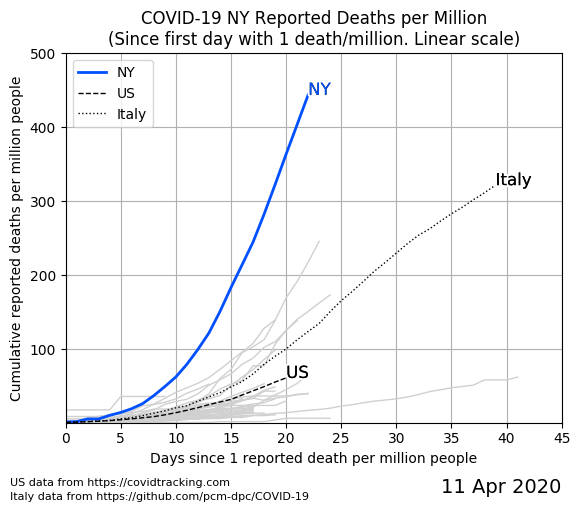 COVID-19 NY Reported Deaths per Million
(Since first day with 1 death/million. Linear scale)
Cumulative reported deaths per million people
500
400
300
200
100
NY
US
Italy
NY
Italy
US
0 5 10 15 20 25 30 35 40 45
Days since 1 reported death per million people
US data from https://covidtracking.com
Italy data from https://github.com/pcm-dpc/COVID-19
11 Apr 2020